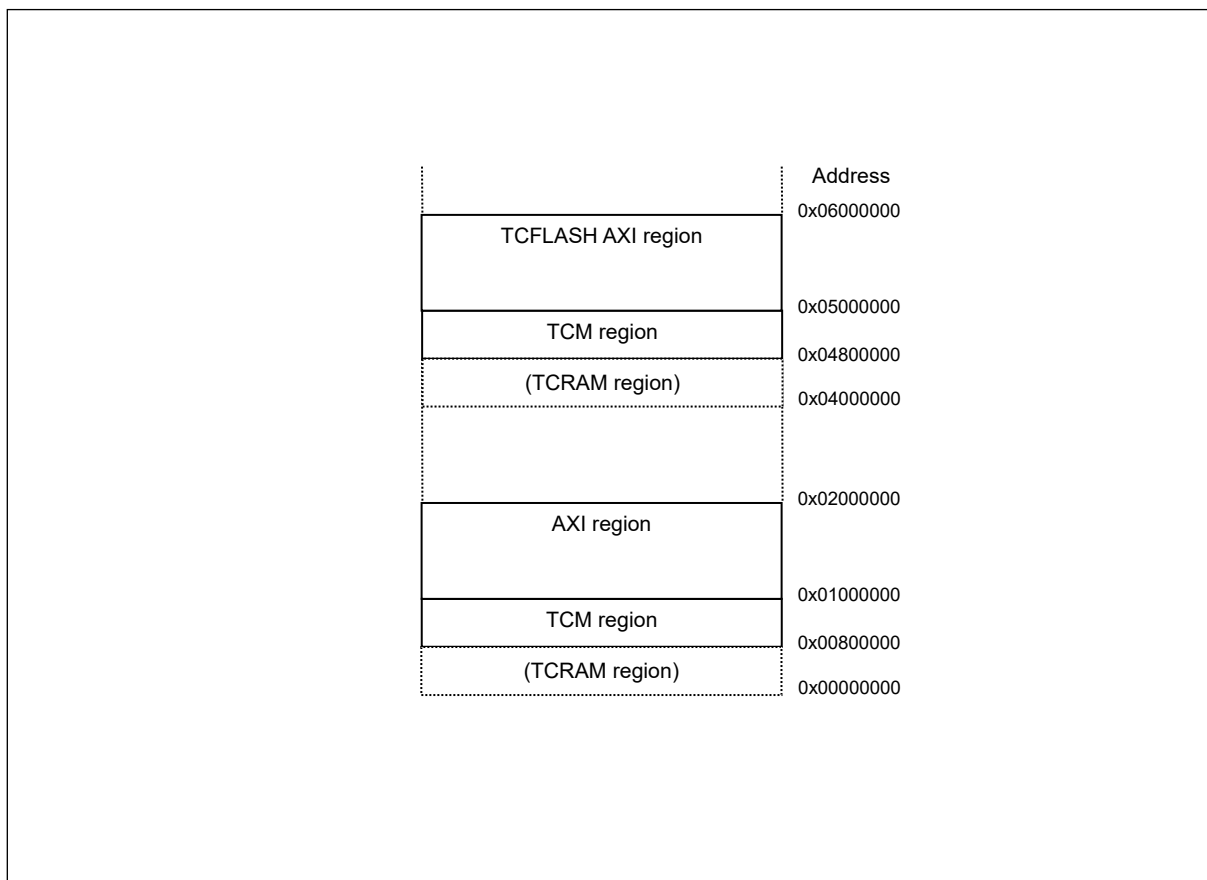 Address
0x06000000
TCFLASH AXI region
0x05000000
TCM region
0x04800000
(TCRAM region)
0x04000000
0x02000000
AXI region
0x01000000
TCM region
0x00800000
(TCRAM region)
0x00000000